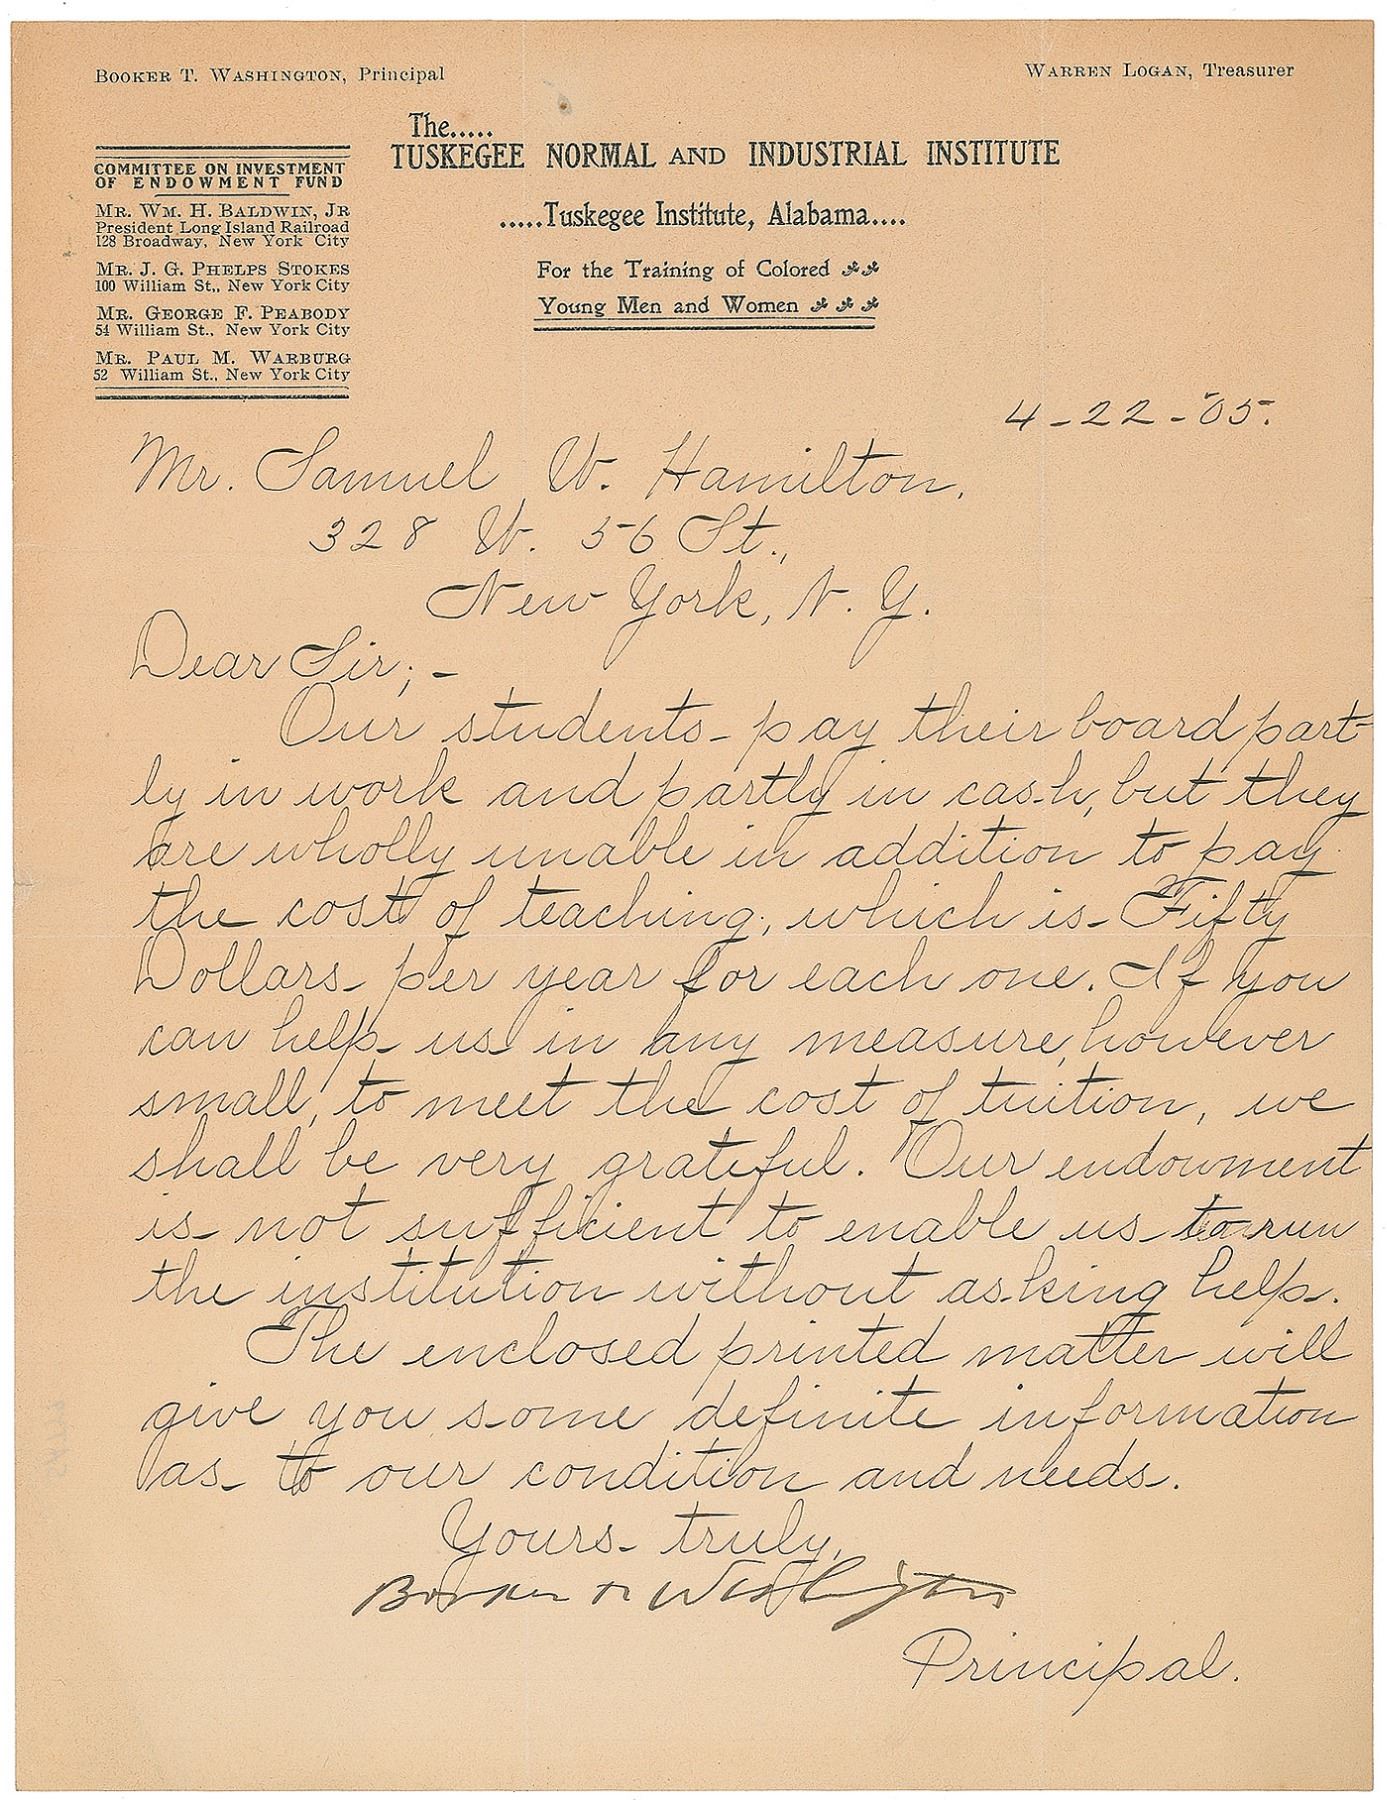 BOOKER T. WASHINGTON, Principal
WARREN LOGAN, Treasurer
The.....
TUSKEGEE NORMAL AND INDUSTRIAL INSTITUTE
.....Tuskegee Institute, Alabama....
For the Training of Colored
Young Men and Women
COMMITTEE ON INVESTMENT
OF ENDOWMENT FUND
MR. WM. H. BALDWIN, JR
President Long Island Railroad
128 Broadway, New York City
MR. J. G. PHELPS STOKES
100 William St., New York City
MR. GEORGE F. PEABODY
54 William St., New York City
MR. PAUL M. WARBURG
52 William St., New York City
4-22-'05.
Mr. Samuel W. Hamilton,
328 W. 56 St.,
New York, N. Y.
Dear Sir;-
Our students pay their board part-
ly in work and partly in cash, but they
are wholly unable in addition to pay
the cost of teaching, which is Fifty
Dollars per year for each one. If you
can help us in any measure, however
small, to meet the cost of tuition, we
shall be very grateful. Our endowment
is not sufficient to enable us to run
the institution without asking help.
The enclosed printed matter will
give you some definite information
as to our condition and needs.
Yours truly,
Booker T. Washington
Principal.